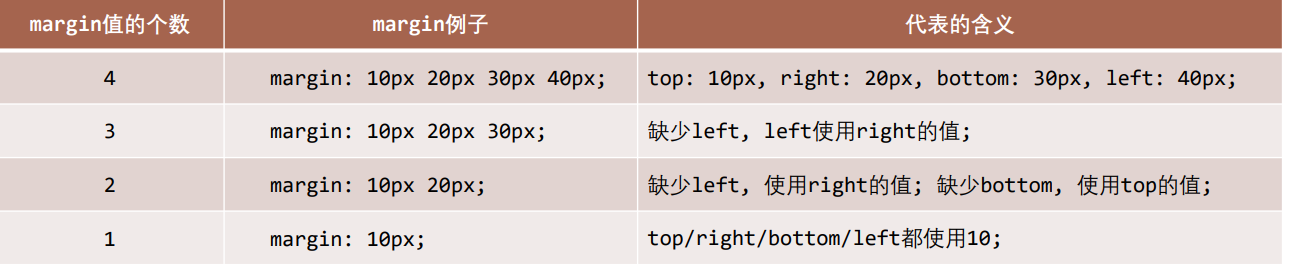 margin值的个数 margin例子 代表的含义
4 margin: 10px 20px 30px 40px; top: 10px, right: 20px, bottom: 30px, left: 40px;
3 margin: 10px 20px 30px; 缺少left, left使用right的值;
2 margin: 10px 20px; 缺少left, 使用right的值; 缺少bottom, 使用top的值;
1 margin: 10px; top/right/bottom/left都使用10;